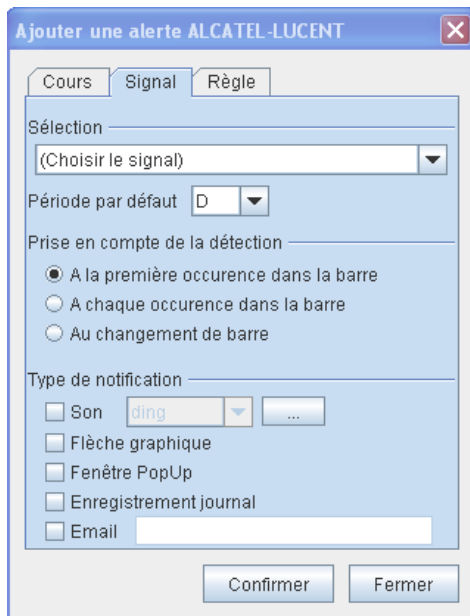 Ajouter une alerte ALCATEL-LUCENT
Cours Signal Règle
Sélection
(Choisir le signal)
Période par défaut D
Prise en compte de la détection
A la première occurence dans la barre
A chaque occurence dans la barre
Au changement de barre
Type de notification
Son ding ...
Flèche graphique
Fenêtre PopUp
Enregistrement journal
Email
Confirmer Fermer